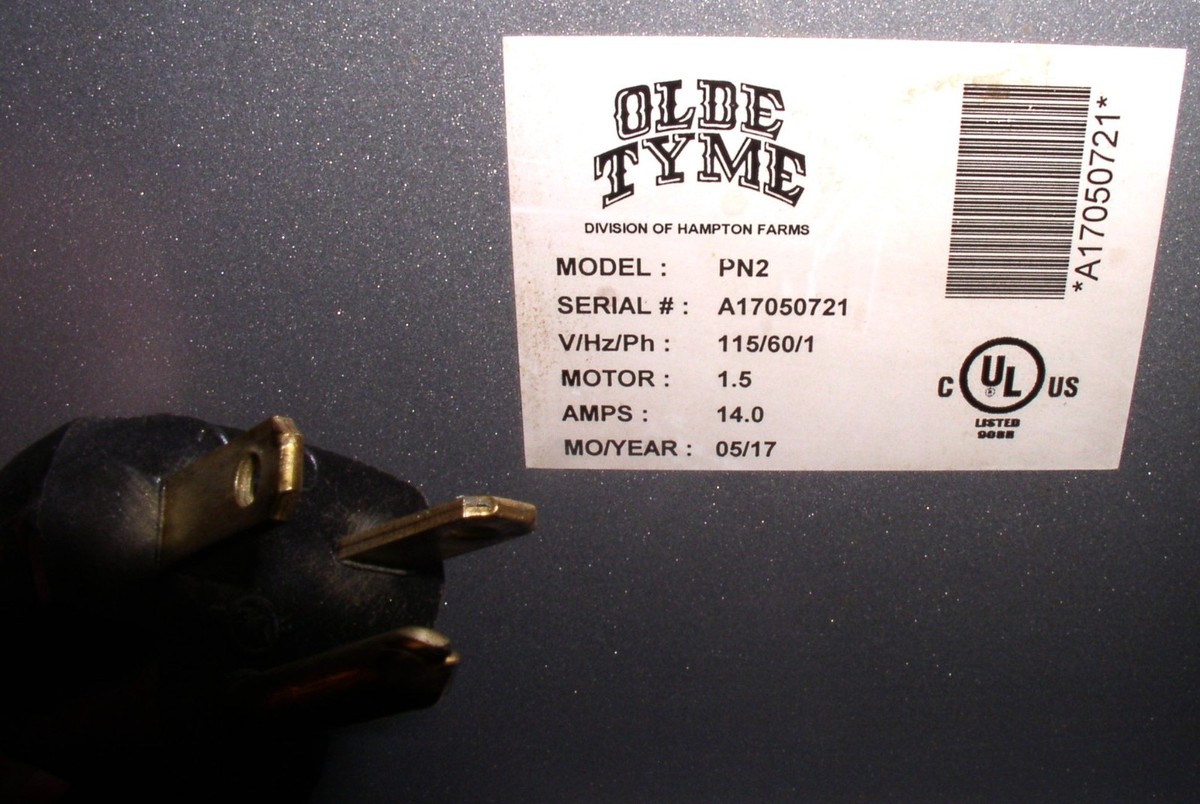 OLDE
TYME
DIVISION OF HAMPTON FARMS
MODEL : PN2
SERIAL # : A17050721
V/Hz/Ph : 115/60/1
MOTOR : 1.5
AMPS : 14.0
MO/YEAR : 05/17
*A17050721*
C UL US
LISTED